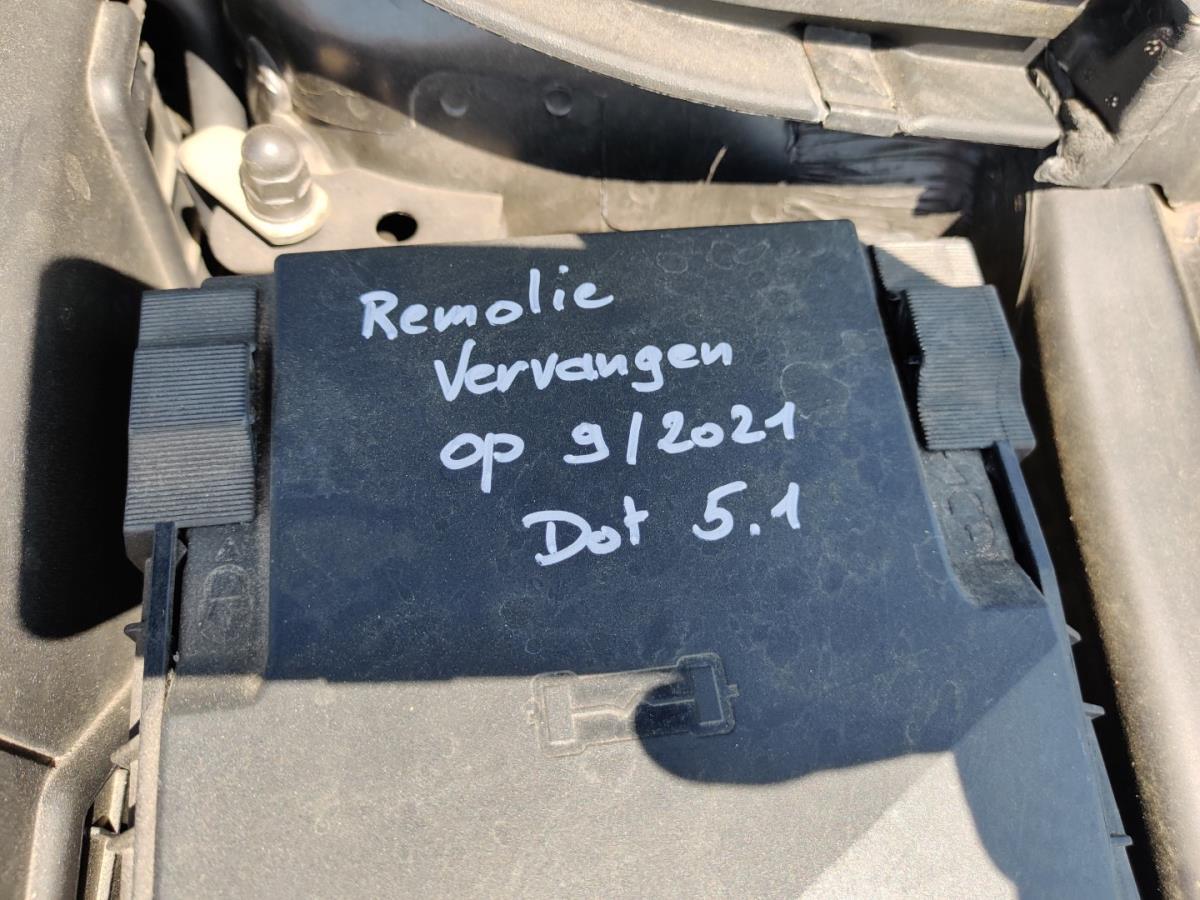 Remolie
Vervangen
op 9/2021
Dot 5.1